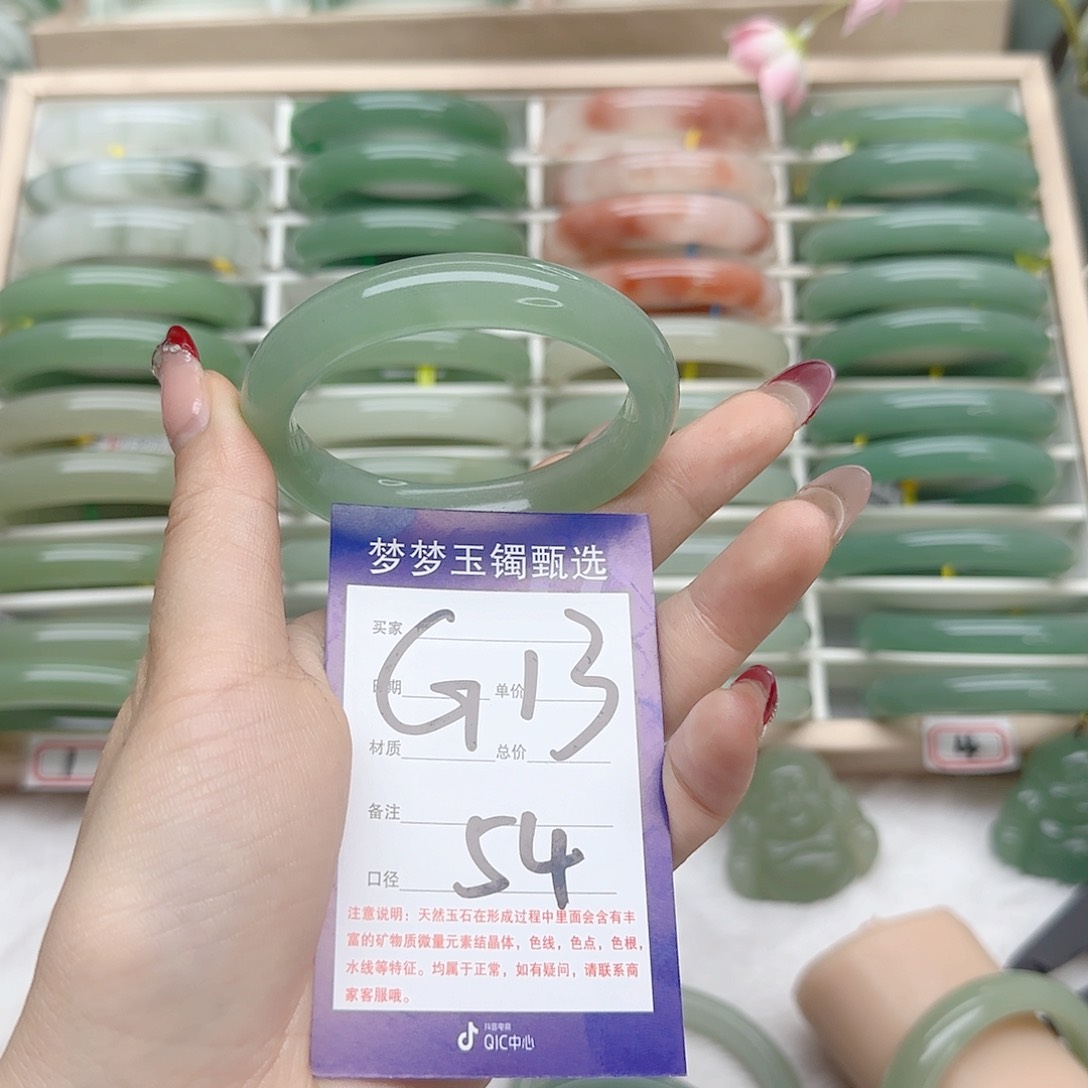 梦梦玉镯甄选
买家
G13
日期 单价
材质 总价
备注
54
口径
注意说明：天然玉石在形成过程中里面会含有丰
富的矿物质微量元素结晶体，色线，色点，色根，
水线等特征。均属于正常，如有疑问，请联系商
家客服哦。
抖音电商
QIC中心
1
4